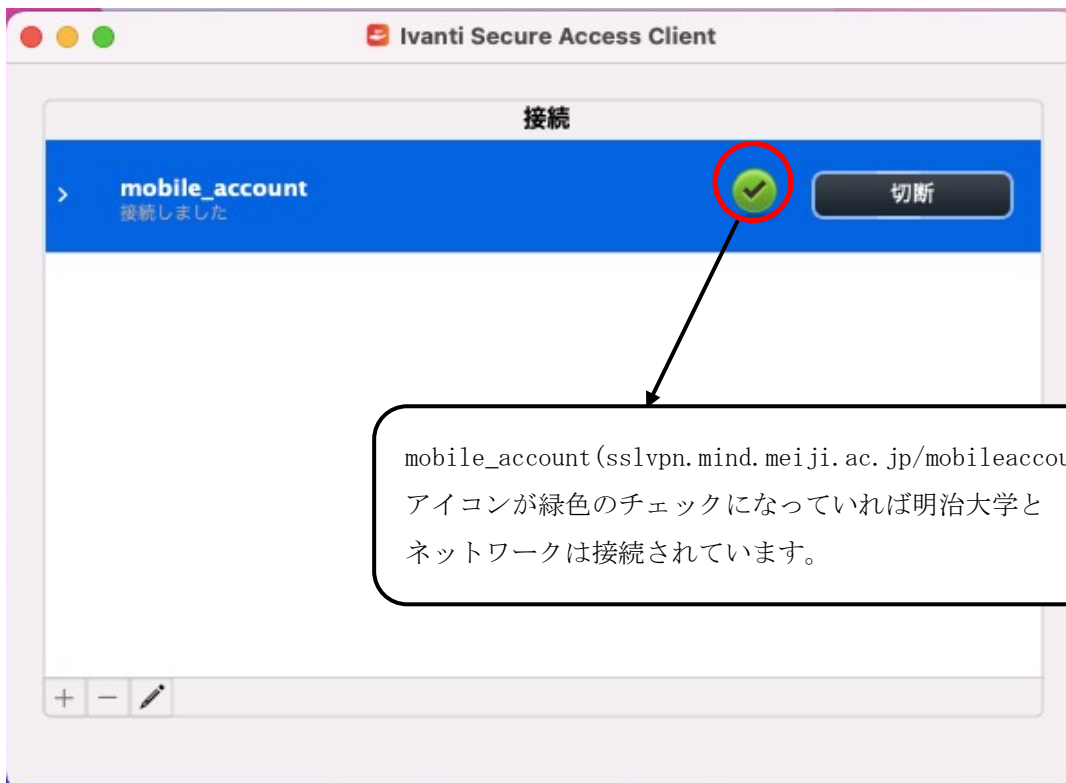 Ivanti Secure Access Client
接続
mobile_account
接続しました
切断
mobile_account(sslvpn.mind.meiji.ac.jp/mobileaccou
アイコンが緑色のチェックになっていれば明治大学と
ネットワークは接続されています。